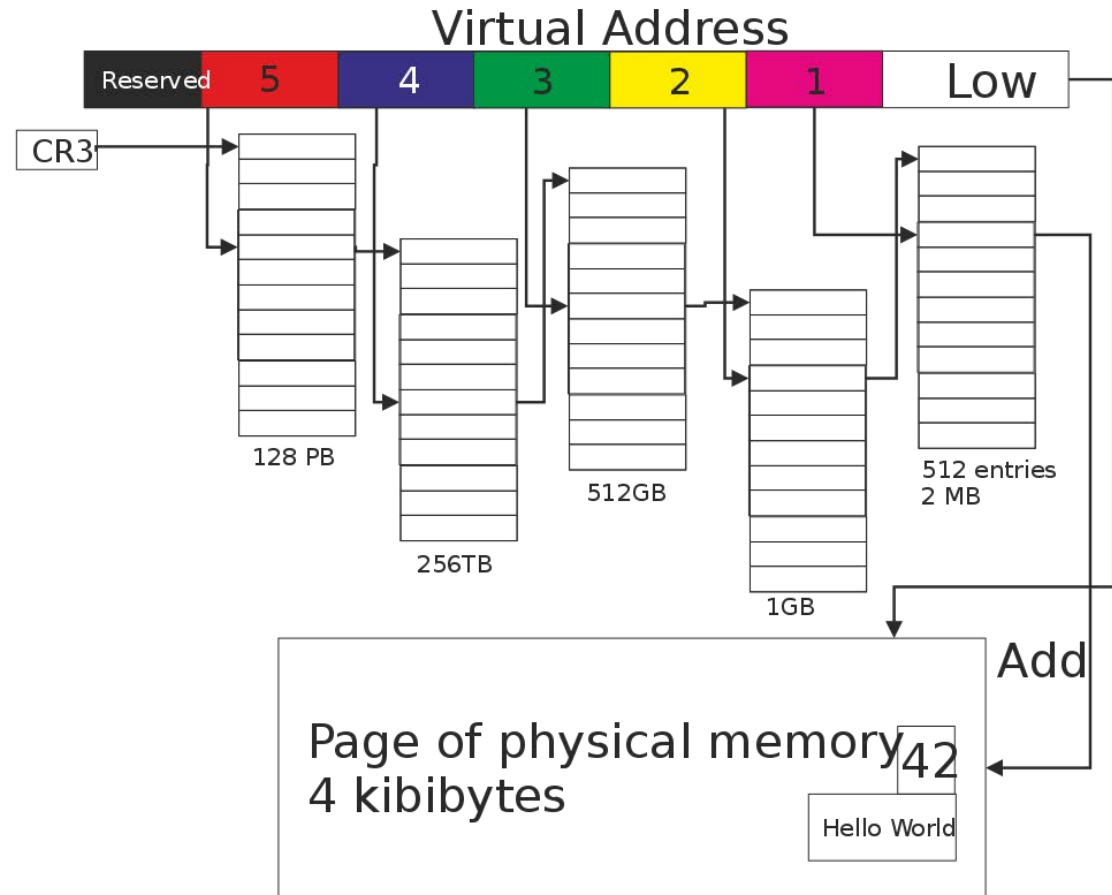 Virtual Address
Reserved
5
4
3
2
1
Low
CR3
128 PB
256TB
512GB
1GB
512 entries
2 MB
Add
Page of physical memory
4 kibibytes
42
Hello World